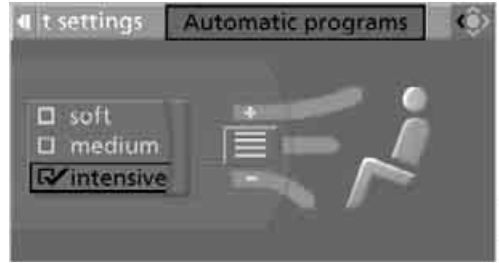 t settings Automatic programs
soft
medium
intensive
+
-